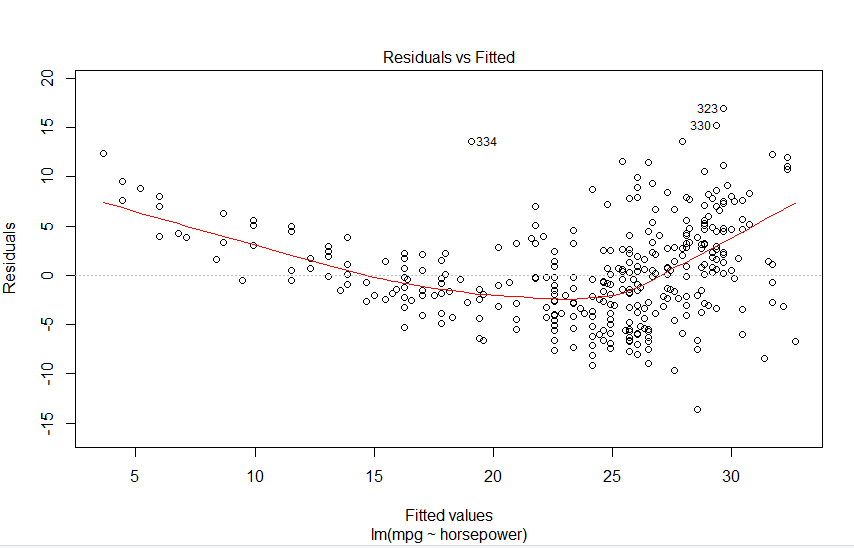 Residuals vs Fitted
20
15
10
5
0
-5
-10
-15
Residuals
323
330
334
5 10 15 20 25 30
Fitted values
lm(mpg ~ horsepower)